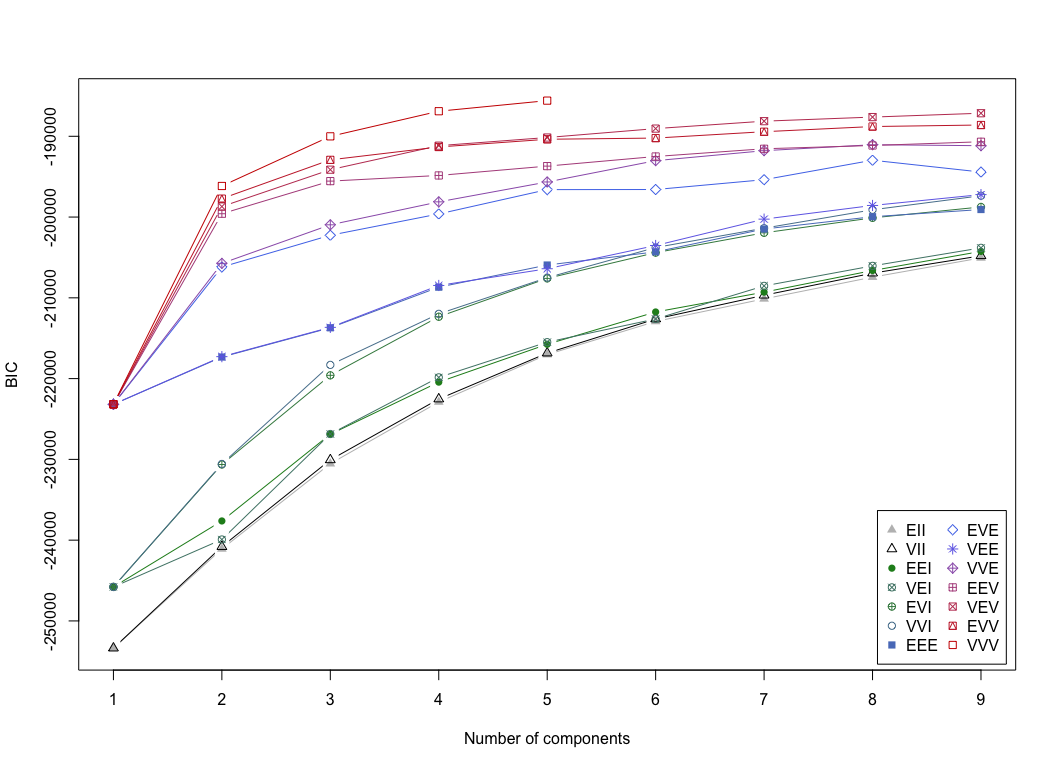 -190000
-200000
-210000
-220000
-230000
-240000
-250000
BIC
1 2 3 4 5 6 7 8 9
Number of components
EII EVE
VII VEE
EEI VVE
VEI EEV
EVI VEV
VVI EVV
EEE VVV